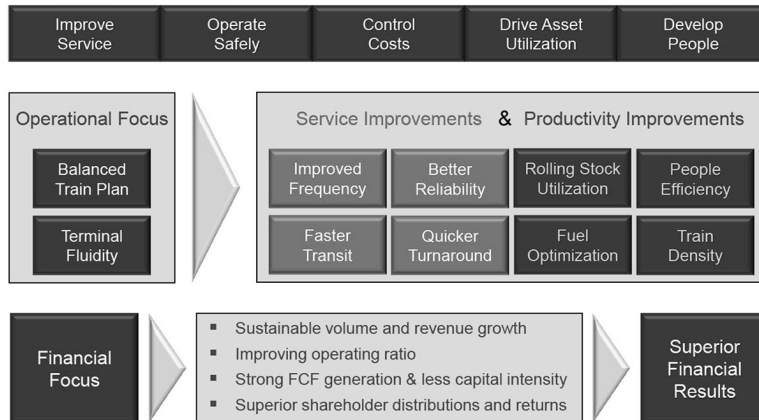 Improve
Service
Operate
Safely
Control
Costs
Drive Asset
Utilization
Develop
People
Operational Focus
Balanced
Train Plan
Terminal
Fluidity
Service Improvements & Productivity Improvements
Improved
Frequency
Better
Reliability
Rolling Stock
Utilization
People
Efficiency
Faster
Transit
Quicker
Turnaround
Fuel
Optimization
Train
Density
Financial
Focus
▪ Sustainable volume and revenue growth
▪ Improving operating ratio
▪ Strong FCF generation & less capital intensity
▪ Superior shareholder distributions and returns
Superior
Financial
Results